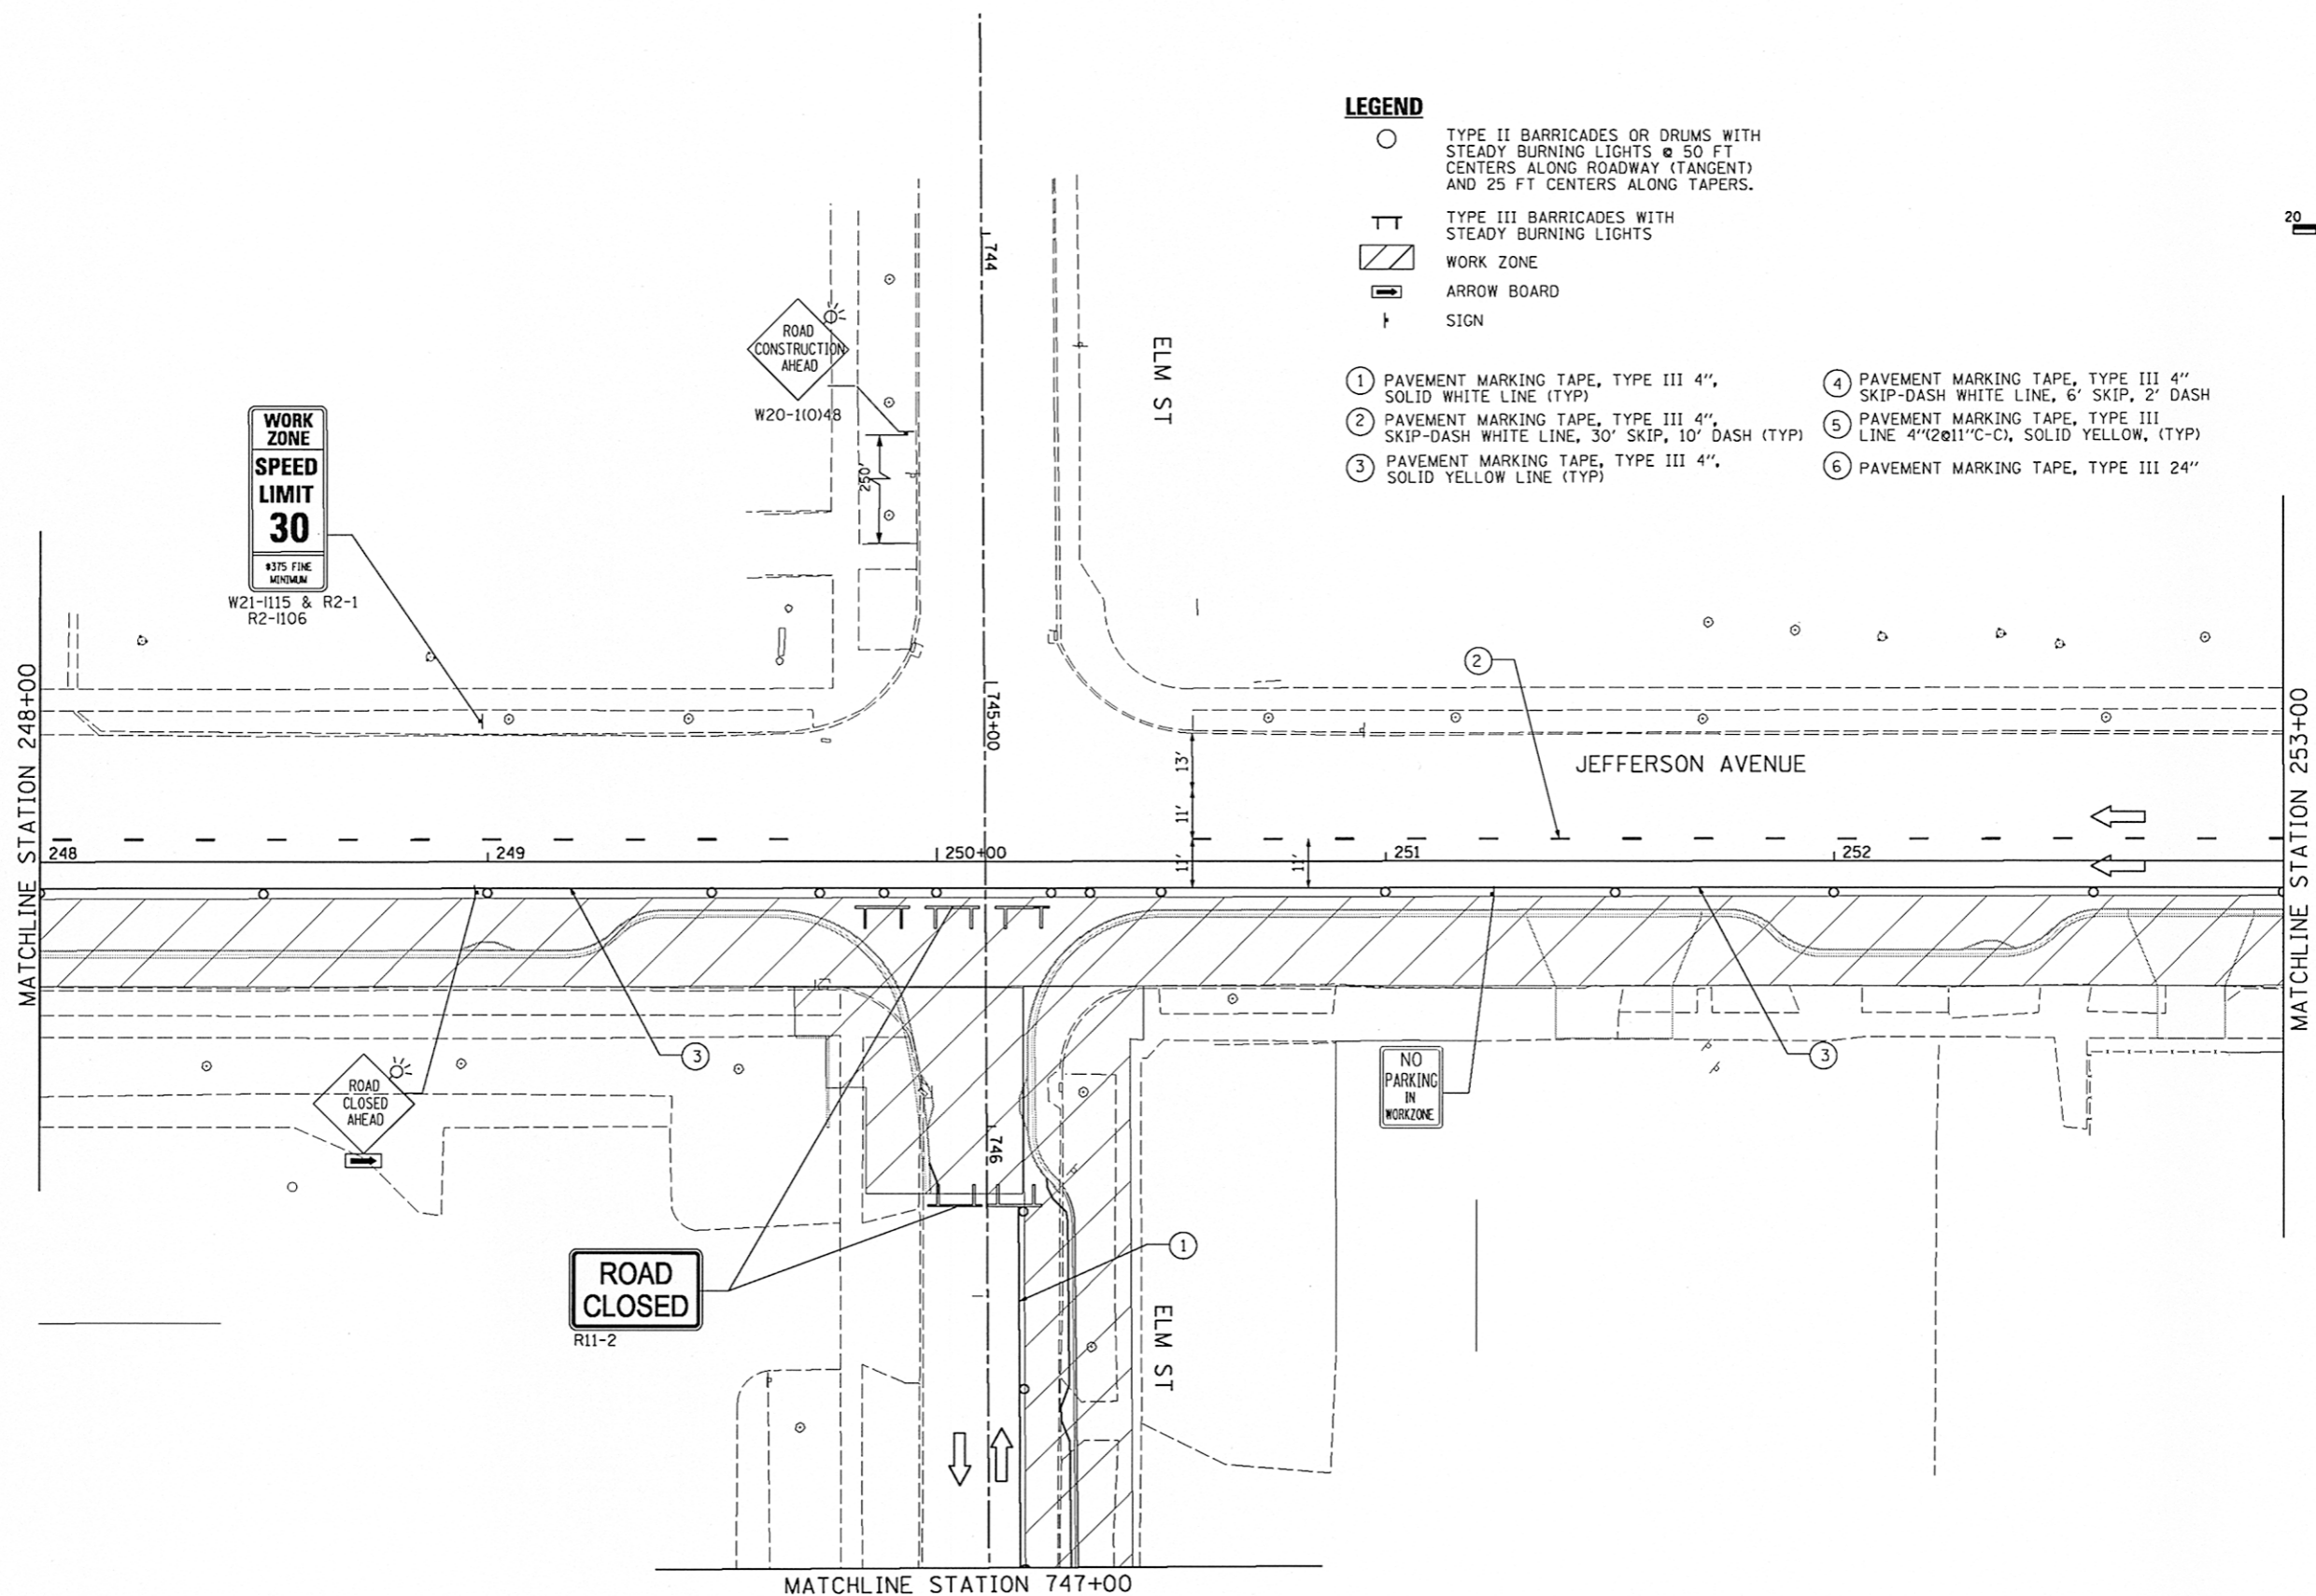 LEGEND
TYPE II BARRICADES OR DRUMS WITH
STEADY BURNING LIGHTS @ 50 FT
CENTERS ALONG ROADWAY (TANGENT)
AND 25 FT CENTERS ALONG TAPERS.
TYPE III BARRICADES WITH
STEADY BURNING LIGHTS
WORK ZONE
ARROW BOARD
SIGN
20
1 PAVEMENT MARKING TAPE, TYPE III 4",
SOLID WHITE LINE (TYP)
2 PAVEMENT MARKING TAPE, TYPE III 4",
SKIP-DASH WHITE LINE, 30' SKIP, 10' DASH (TYP)
3 PAVEMENT MARKING TAPE, TYPE III 4",
SOLID YELLOW LINE (TYP)
4 PAVEMENT MARKING TAPE, TYPE III 4"
SKIP-DASH WHITE LINE, 6' SKIP, 2' DASH
5 PAVEMENT MARKING TAPE, TYPE III
LINE 4"(2@11"C-C), SOLID YELLOW, (TYP)
6 PAVEMENT MARKING TAPE, TYPE III 24"
744
ELM ST
ROAD
CONSTRUCTION
AHEAD
W20-1(O)48
250'
WORK
ZONE
SPEED
LIMIT
30
$375 FINE
MINIMUM
W21-I115 & R2-1
R2-I106
2
MATCHLINE STATION 248+00
745+00
13'
11'
11'
11'
JEFFERSON AVENUE
MATCHLINE STATION 253+00
248
249
250+00
251
252
3
ROAD
CLOSED
AHEAD
NO
PARKING
IN
WORKZONE
3
746
ROAD
CLOSED
R11-2
1
ELM ST
MATCHLINE STATION 747+00